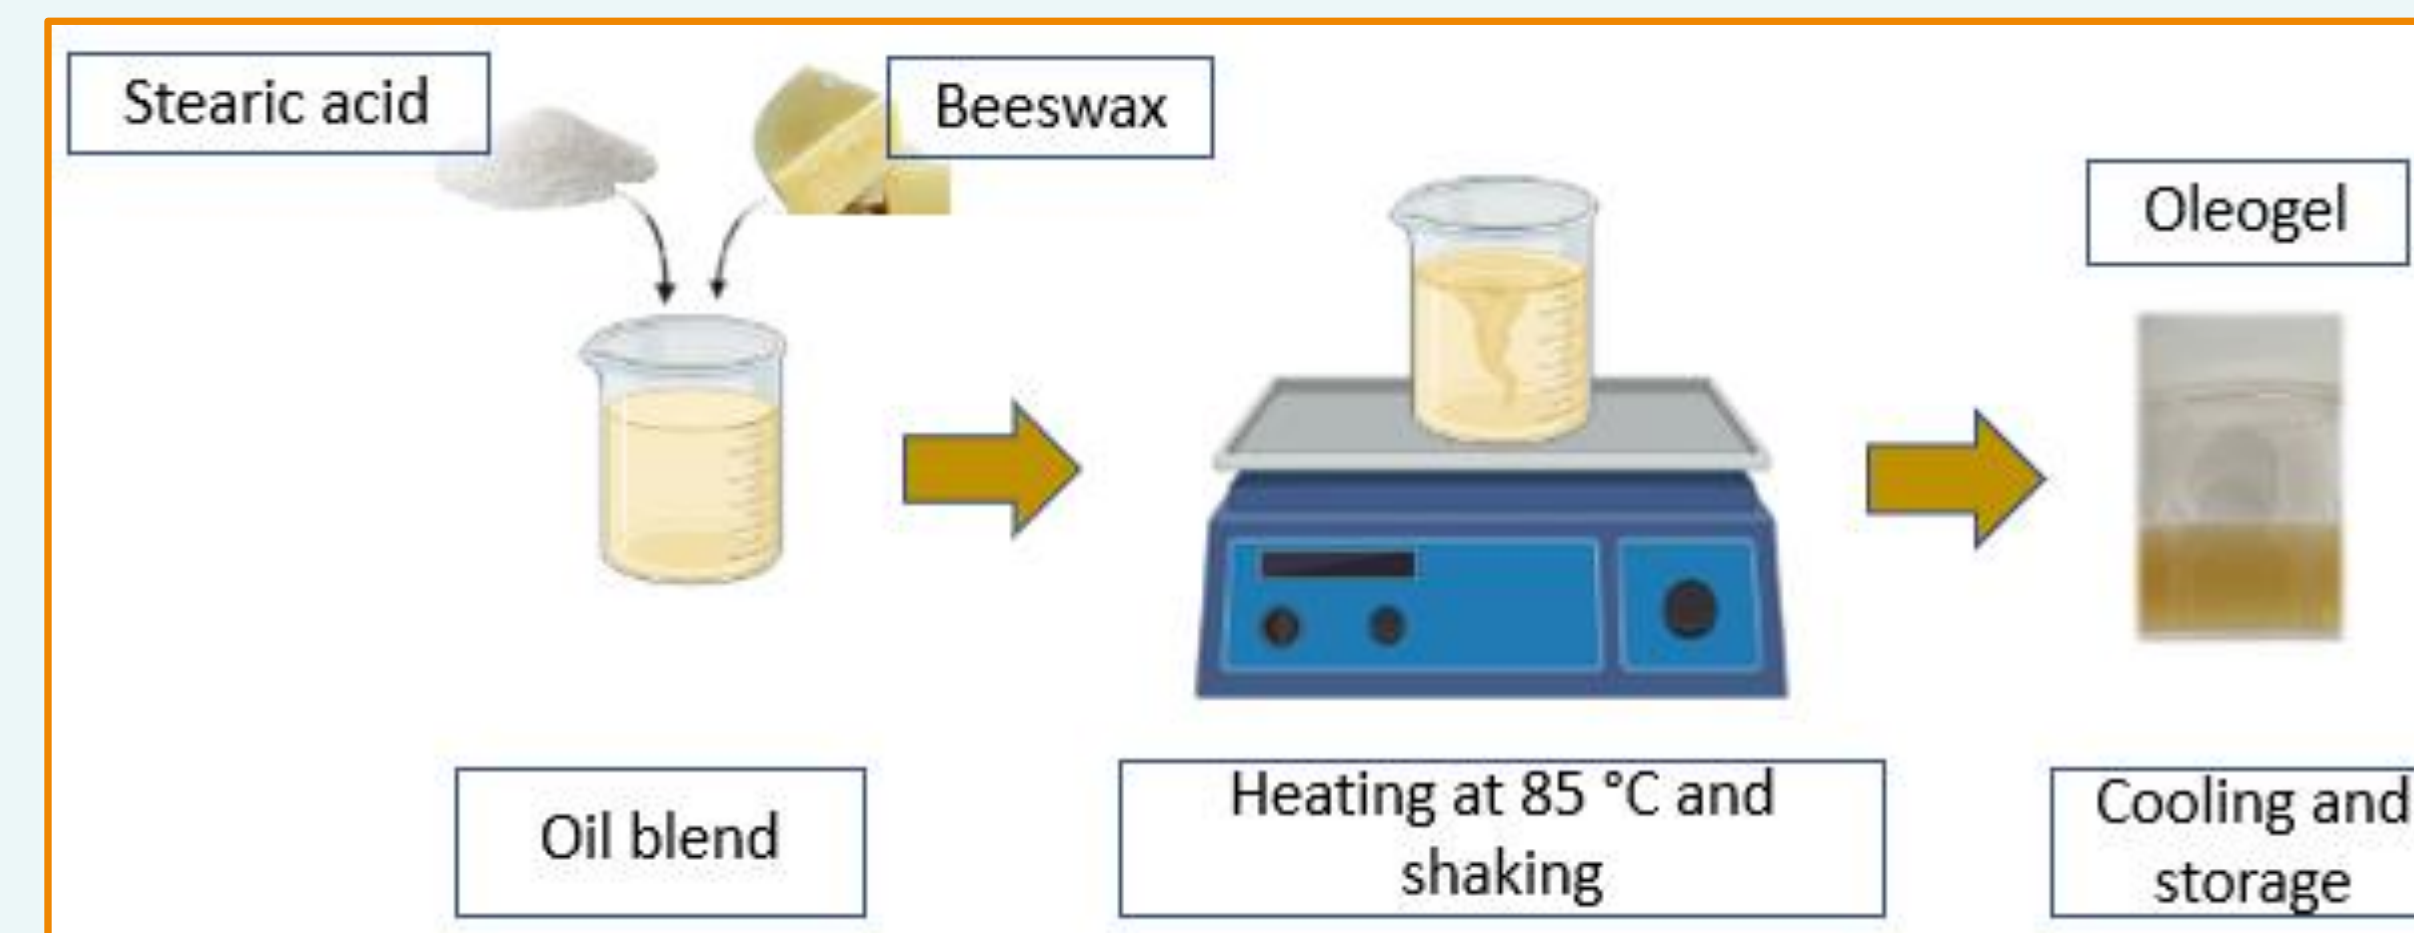 Stearic acid
Beeswax
Oleogel
Oil blend
Heating at 85 °C and
shaking
Cooling and
storage